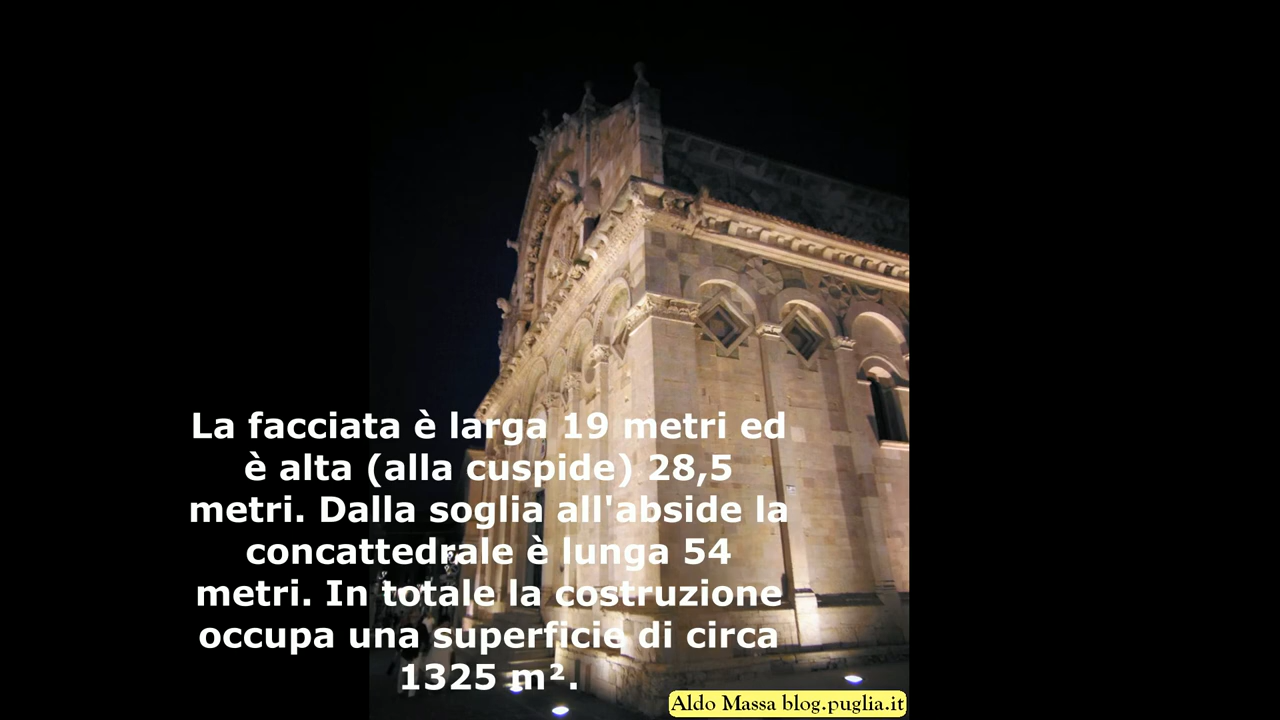 La facciata è larga 19 metri ed
è alta (alla cuspide) 28,5
metri. Dalla soglia all'abside la
concattedrale è lunga 54
metri. In totale la costruzione
occupa una superficie di circa
1325 m².
Aldo Massa blog.puglia.it